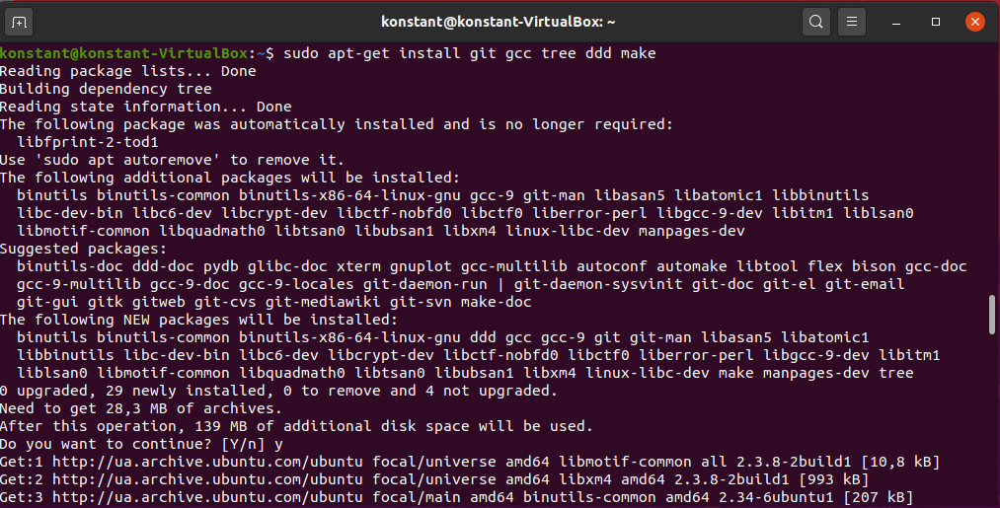 konstant@konstant-VirtualBox: ~
konstant@konstant-VirtualBox:~$ sudo apt-get install git gcc tree ddd make
Reading package lists... Done
Building dependency tree
Reading state information... Done
The following package was automatically installed and is no longer required:
  libfprint-2-tod1
Use 'sudo apt autoremove' to remove it.
The following additional packages will be installed:
  binutils binutils-common binutils-x86-64-linux-gnu gcc-9 git-man libasan5 libatomic1 libbinutils
  libc-dev-bin libc6-dev libcrypt-dev libctf-nobfd0 libctf0 liberror-perl libgcc-9-dev libitm1 liblsan0
  libmotif-common libquadmath0 libtsan0 libubsan1 libxm4 linux-libc-dev manpages-dev
Suggested packages:
  binutils-doc ddd-doc pydb glibc-doc xterm gnuplot gcc-multilib autoconf automake libtool flex bison gcc-doc
  gcc-9-multilib gcc-9-doc gcc-9-locales git-daemon-run | git-daemon-sysvinit git-doc git-el git-email
  git-gui gitk gitweb git-cvs git-mediawiki git-svn make-doc
The following NEW packages will be installed:
  binutils binutils-common binutils-x86-64-linux-gnu ddd gcc gcc-9 git git-man libasan5 libatomic1
  libbinutils libc-dev-bin libc6-dev libcrypt-dev libctf-nobfd0 libctf0 liberror-perl libgcc-9-dev libitm1
  liblsan0 libmotif-common libquadmath0 libtsan0 libubsan1 libxm4 linux-libc-dev make manpages-dev tree
0 upgraded, 29 newly installed, 0 to remove and 4 not upgraded.
Need to get 28,3 MB of archives.
After this operation, 139 MB of additional disk space will be used.
Do you want to continue? [Y/n] y
Get:1 http://ua.archive.ubuntu.com/ubuntu focal/universe amd64 libmotif-common all 2.3.8-2build1 [10,8 kB]
Get:2 http://ua.archive.ubuntu.com/ubuntu focal/universe amd64 libxm4 amd64 2.3.8-2build1 [993 kB]
Get:3 http://ua.archive.ubuntu.com/ubuntu focal/main amd64 binutils-common amd64 2.34-6ubuntu1 [207 kB]